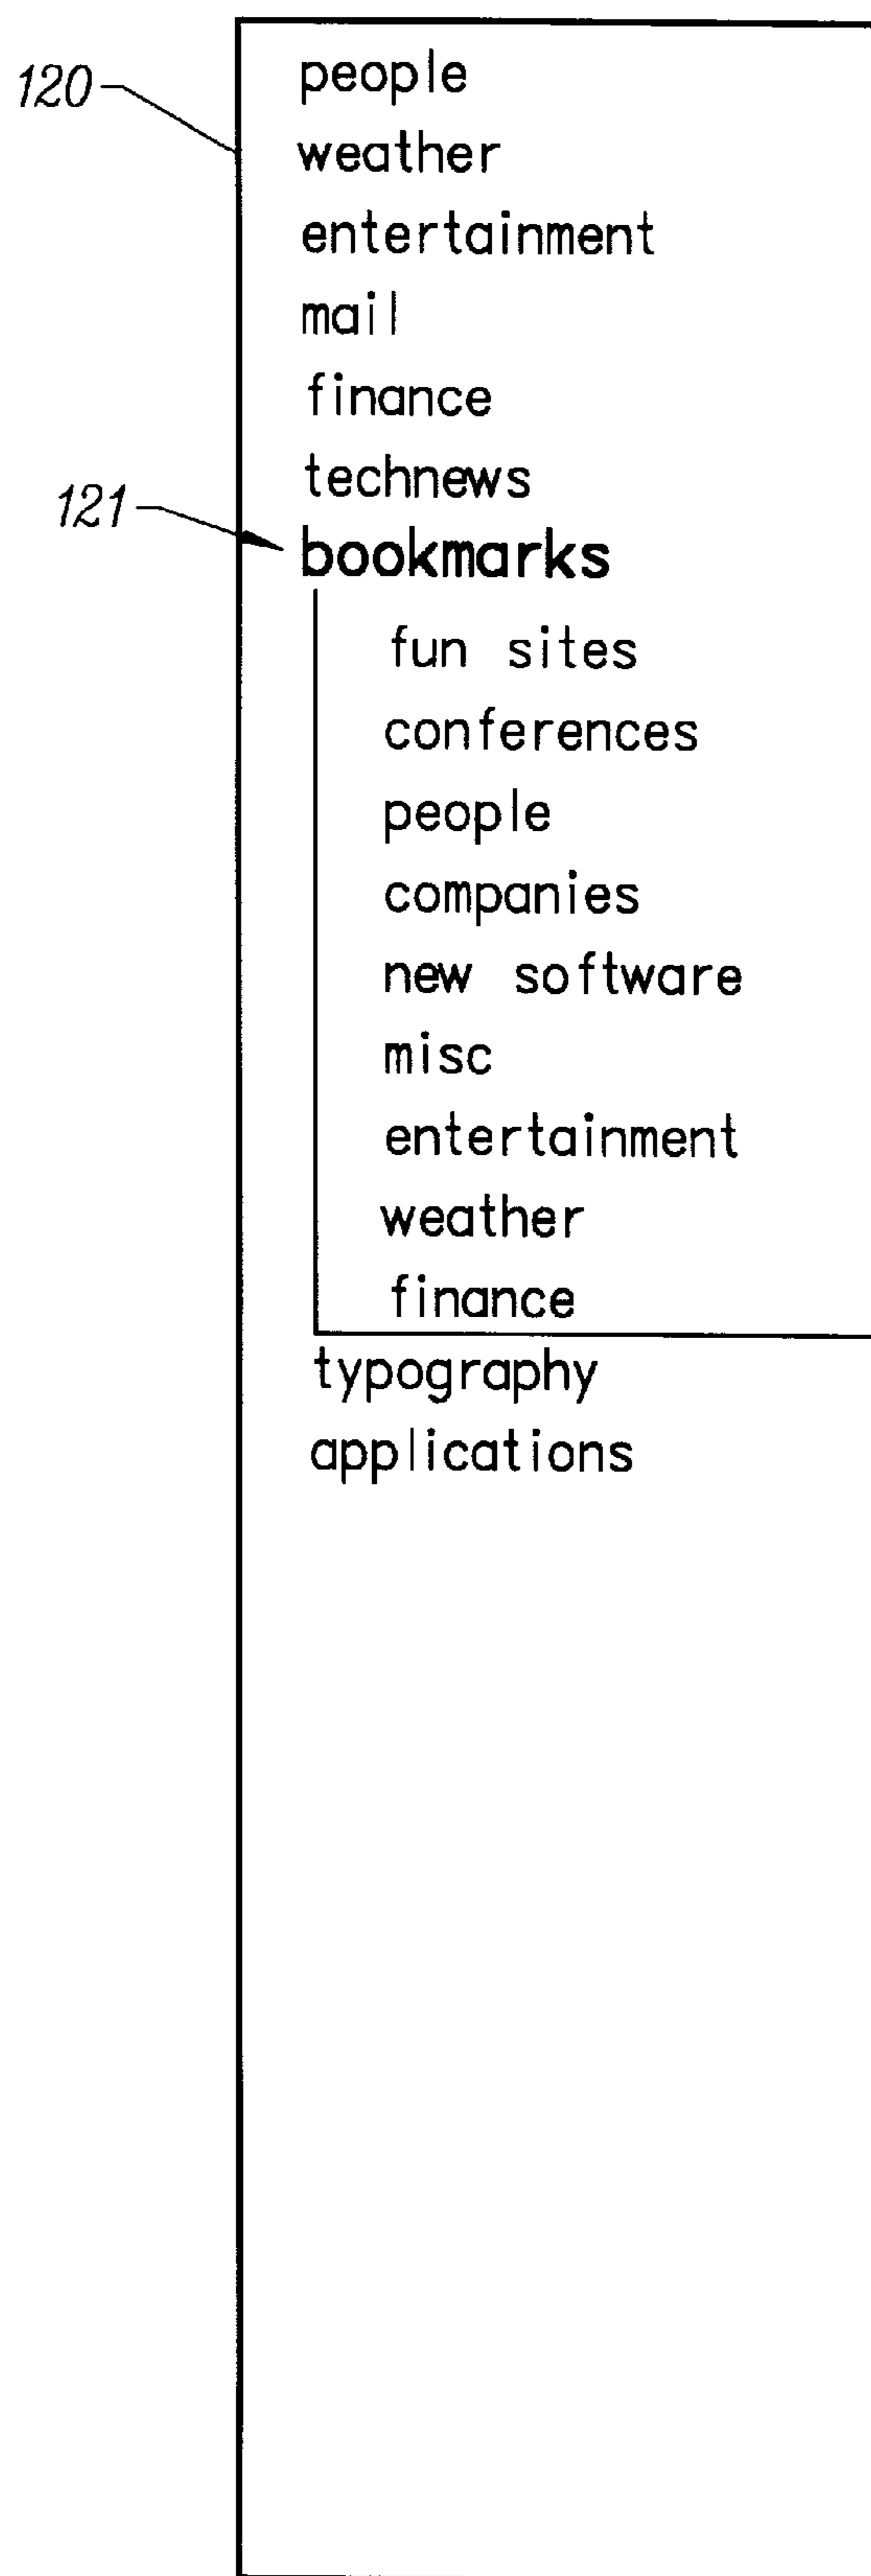 120
people
weather
entertainment
mail
finance
technews
121
bookmarks
fun sites
conferences
people
companies
new software
misc
entertainment
weather
finance
typography
applications